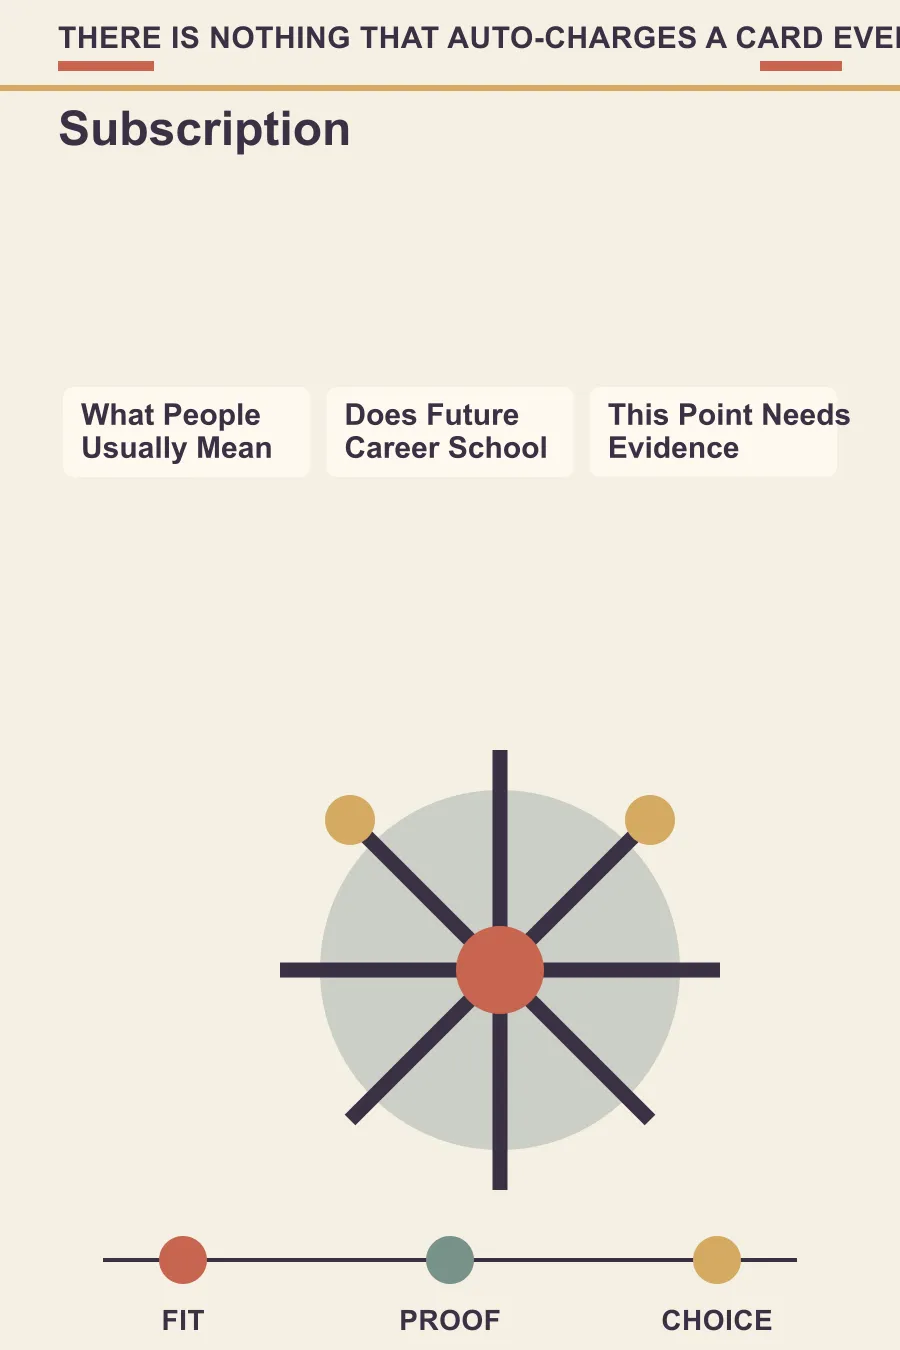 THERE IS NOTHING THAT AUTO-CHARGES A CARD
Subscription
What People
Usually Mean
Does Future
Career School
This Point Needs
Evidence
FIT
PROOF
CHOICE